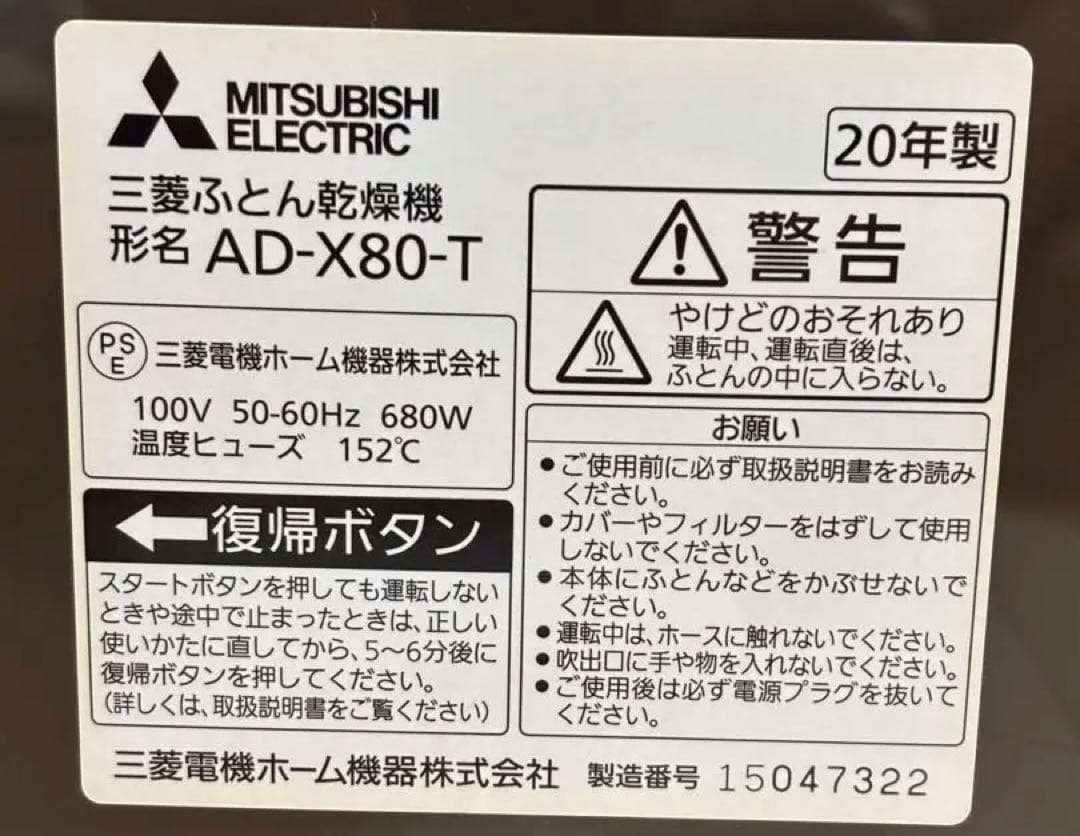 MITSUBISHI
ELECTRIC
20年製
三菱ふとん乾燥機
形名 AD-X80-T
警告
やけどのおそれあり
運転中、運転直後は、
ふとんの中に入らない。
PS
E
三菱電機ホーム機器株式会社
100V 50-60Hz 680W
温度ヒューズ 152℃
お願い
●ご使用前に必ず取扱説明書をお読み
ください。
●カバーやフィルターをはずして使用
しないでください。
●本体にふとんなどをかぶせないで
ください。
●運転中は、ホースに触れないでください。
●吹出口に手や物を入れないでください。
●ご使用後は必ず電源プラグを抜いて
ください。
←復帰ボタン
スタートボタンを押しても運転しない
ときや途中で止まったときは、正しい
使いかたに直してから、5～6分後に
復帰ボタンを押してください。
(詳しくは、取扱説明書をご覧ください)
三菱電機ホーム機器株式会社 製造番号 15047322